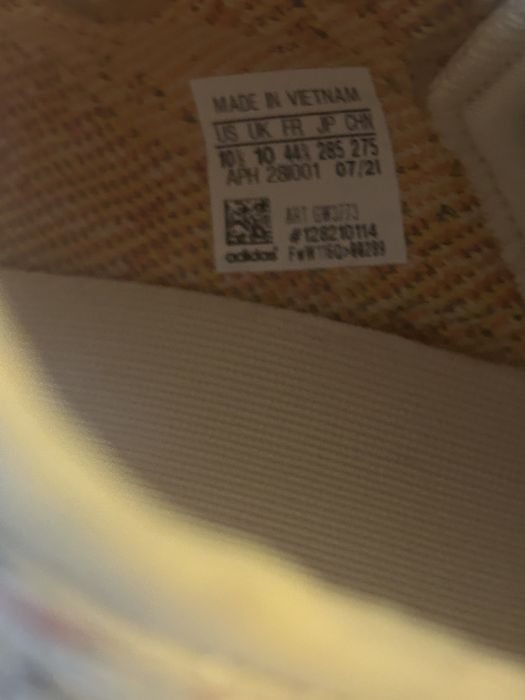 MADE IN VIETNAM
US UK FR JP CHN
10½ 10 44⅔ 285 275
APH 28I001 07/21
ART GW3773
#128210114
adidas